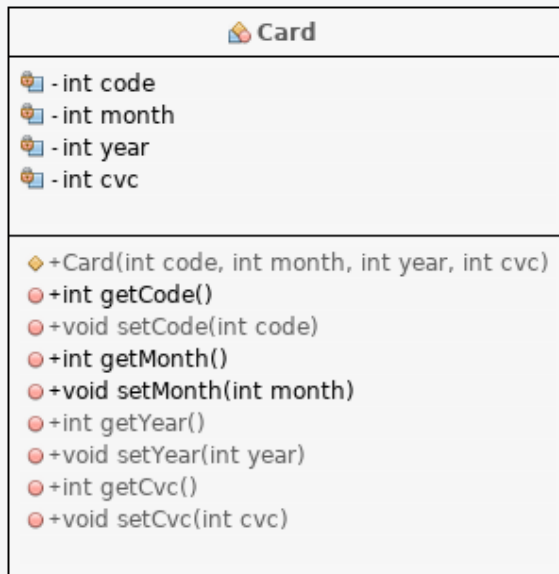 Card
- int code
- int month
- int year
- int cvc
+Card(int code, int month, int year, int cvc)
+int getCode()
+void setCode(int code)
+int getMonth()
+void setMonth(int month)
+int getYear()
+void setYear(int year)
+int getCvc()
+void setCvc(int cvc)